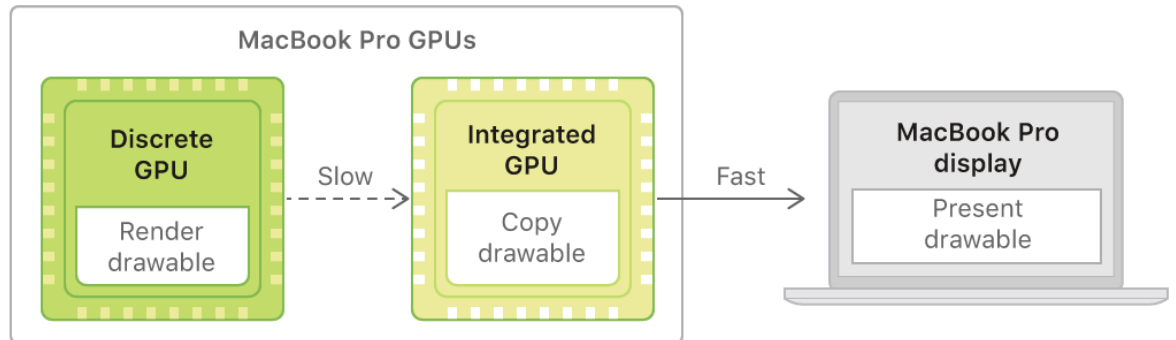 MacBook Pro GPUs
Discrete
GPU
Render
drawable
Slow
Integrated
GPU
Copy
drawable
Fast
MacBook Pro
display
Present
drawable